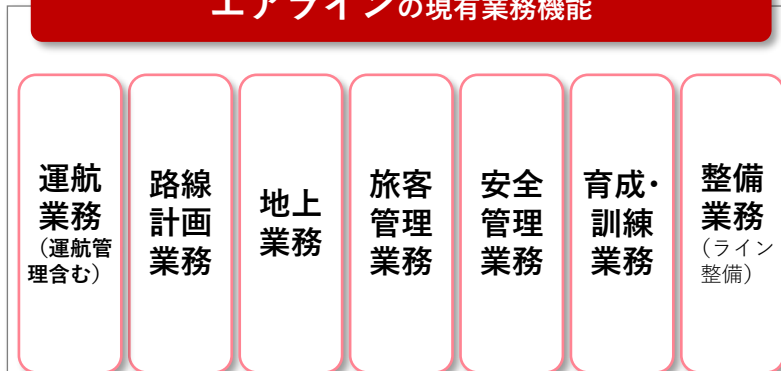 エアラインの現有業務機能
運航
業務
（運航管
理含む）
路線
計画
業務
地上
業務
旅客
管理
業務
安全
管理
業務
育成・
訓練
業務
整備
業務
（ライン
整備）